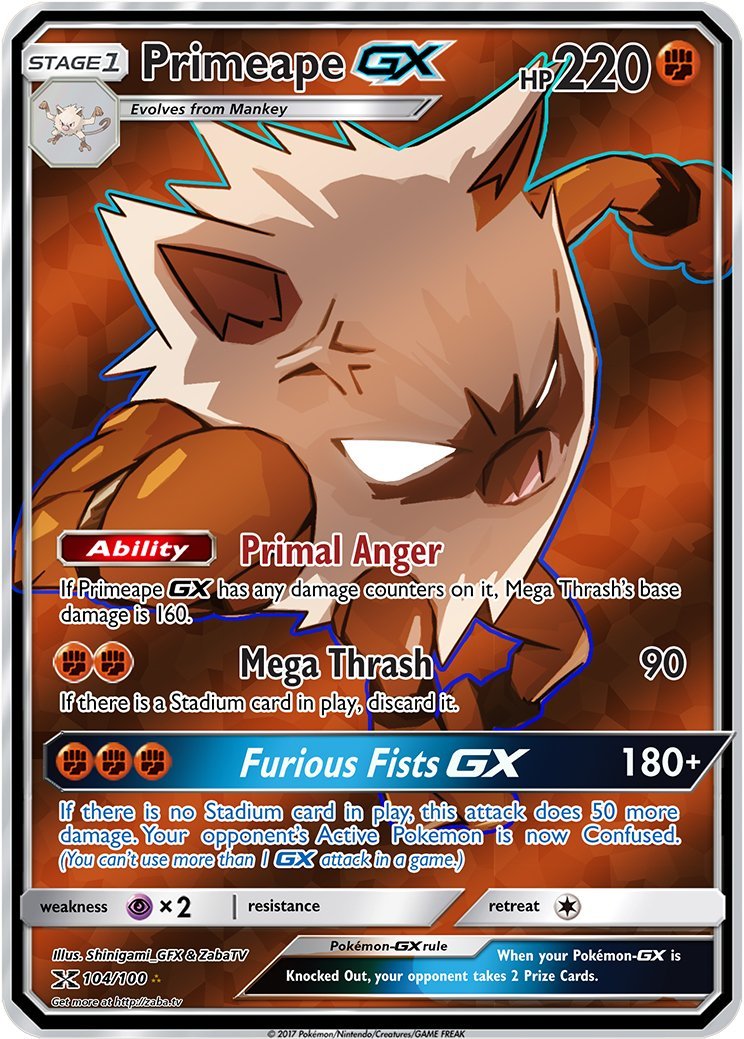 STAGE1 Primeape GX HP220
Evolves from Mankey
Ability Primal Anger
If Primeape GX has any damage counters on it, Mega Thrash's base
damage is 160.
Mega Thrash 90
If there is a Stadium card in play, discard it.
Furious Fists GX 180+
If there is no Stadium card in play, this attack does 50 more
damage. Your opponent's Active Pokemon is now Confused.
(You can't use more than 1 GX attack in a game.)
weakness ×2 resistance retreat
Illus. Shinigami_GFX & ZabaTV
104/100
Get more at http://zaba.tv
Pokémon-GX rule
When your Pokémon-GX is
Knocked Out, your opponent takes 2 Prize Cards.
© 2017 Pokémon/Nintendo/Creatures/GAME FREAK